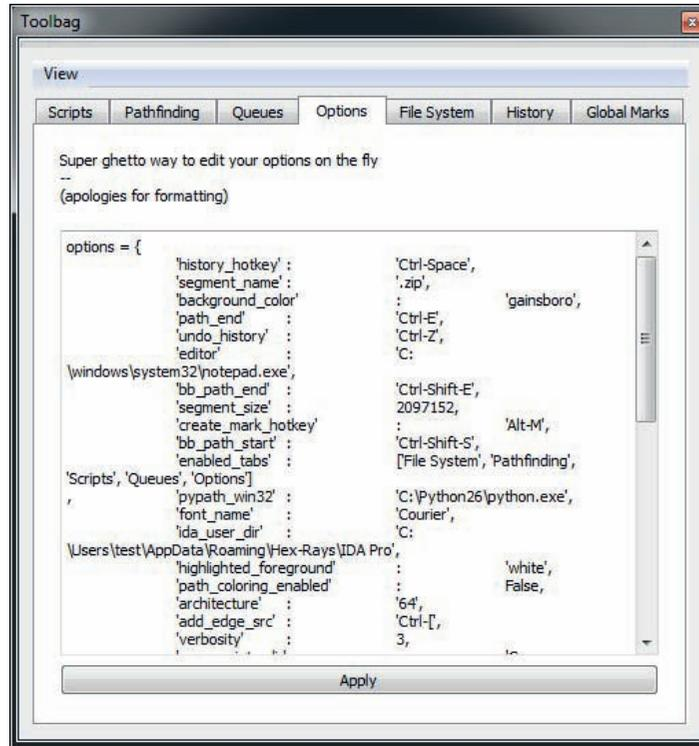 Toolbag
View
Scripts Pathfinding Queues Options File System History Global Marks
Super ghetto way to edit your options on the fly
--
(apologies for formatting)
options = {
'history_hotkey' : 'Ctrl-Space',
'segment_name' : '.zip',
'background_color' : 'gainsboro',
'path_end' : 'Ctrl-E',
'undo_history' : 'Ctrl-Z',
'editor' : 'C:
\windows\system32\notepad.exe',
'bb_path_end' : 'Ctrl-Shift-E',
'segment_size' : 2097152,
'create_mark_hotkey' : 'Alt-M',
'bb_path_start' : 'Ctrl-Shift-S',
'enabled_tabs' : ['File System', 'Pathfinding',
'Scripts', 'Queues', 'Options']
, 'pypath_win32' : 'C:\Python26\python.exe',
'font_name' : 'Courier',
'ida_user_dir' : 'C:
\Users\test\AppData\Roaming\Hex-Rays\IDA Pro',
'highlighted_foreground' : 'white',
'path_coloring_enabled' : False,
'architecture' : '64',
'add_edge_src' : 'Ctrl-[',
'verbosity' : 3,
Apply